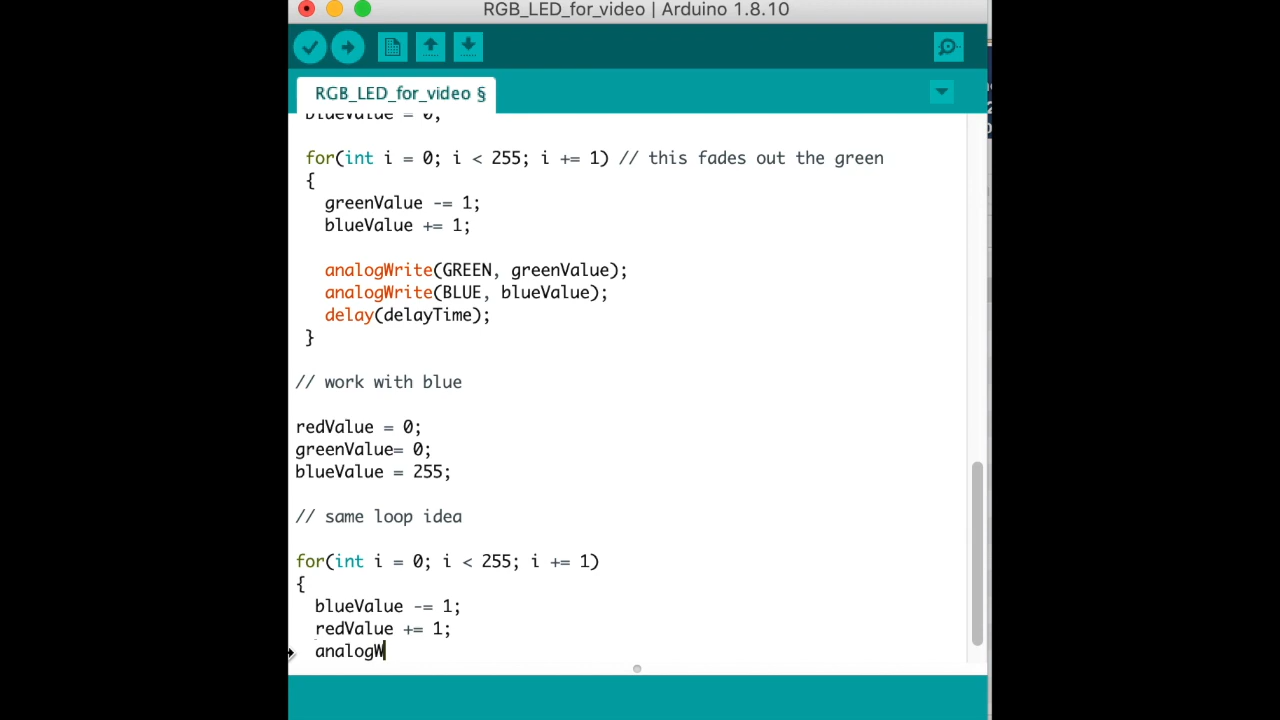 RGB_LED_for_video | Arduino 1.8.10
RGB_LED_for_video §
blueValue = 0;
for(int i = 0; i < 255; i += 1) // this fades out the green
{
greenValue -= 1;
blueValue += 1;
analogWrite(GREEN, greenValue);
analogWrite(BLUE, blueValue);
delay(delayTime);
}
// work with blue
redValue = 0;
greenValue= 0;
blueValue = 255;
// same loop idea
for(int i = 0; i < 255; i += 1)
{
blueValue -= 1;
redValue += 1;
analogW